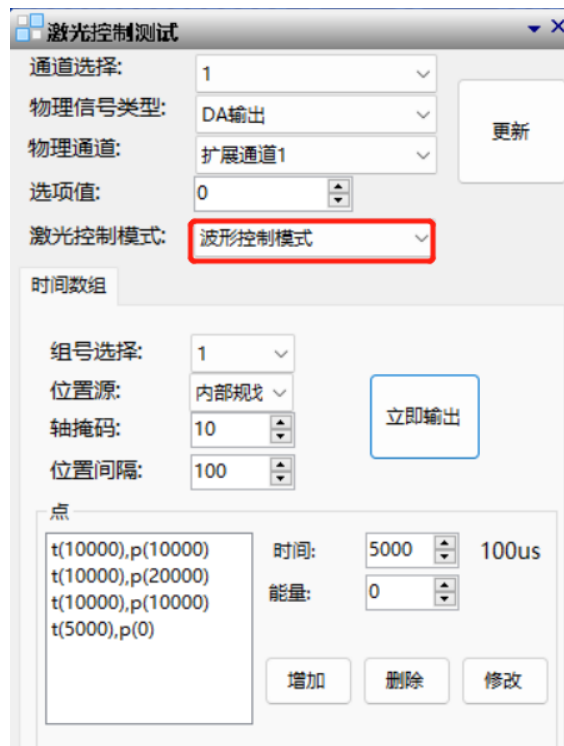 激光控制测试
通道选择: 1
物理信号类型: DA输出
更新
物理通道: 扩展通道1
选项值: 0
激光控制模式: 波形控制模式
时间数组
组号选择: 1
位置源: 内部规划
立即输出
轴掩码: 10
位置间隔: 100
点
t(10000),p(10000)
t(10000),p(20000)
t(10000),p(10000)
t(5000),p(0)
时间: 5000 100us
能量: 0
增加 删除 修改